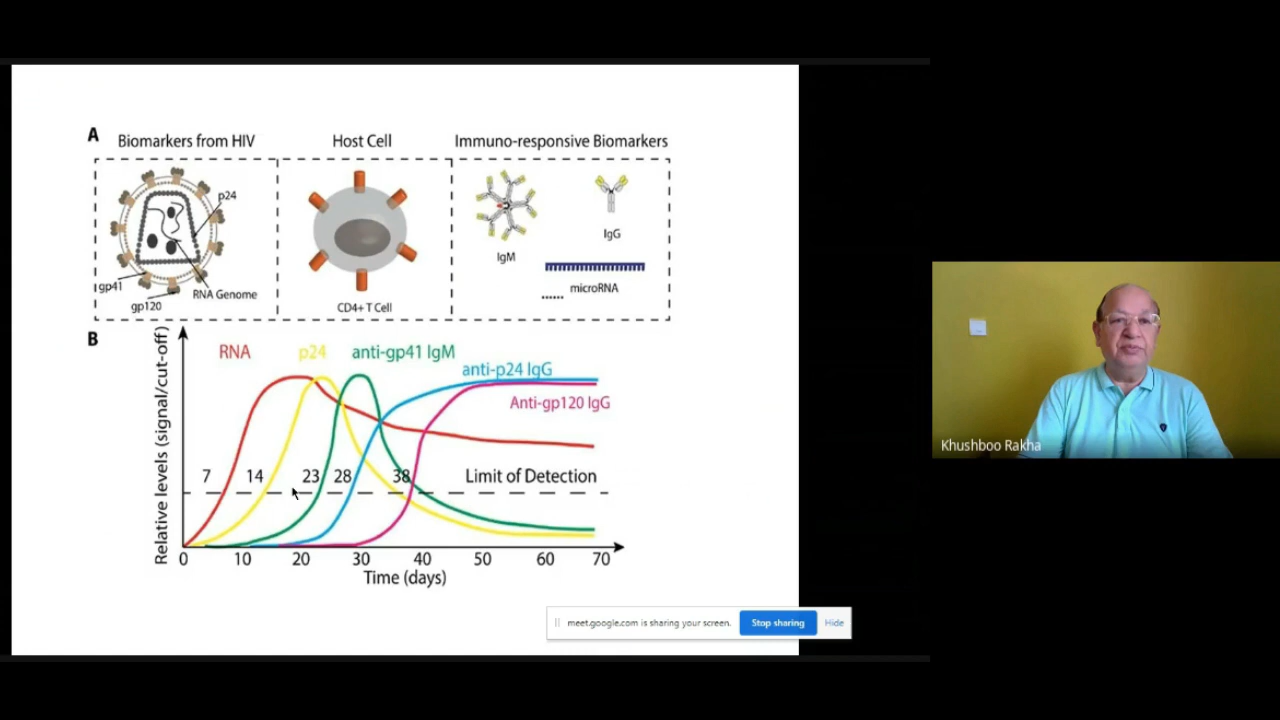 A
Biomarkers from HIV
Host Cell
Immuno-responsive Biomarkers
p24
gp41
gp120
RNA Genome
CD4+ T Cell
IgM
IgG
microRNA
......
B
Relative levels (signal/cut-off)
RNA
p24
anti-gp41 IgM
anti-p24 IgG
Anti-gp120 IgG
7
14
23
28
38
Limit of Detection
0 10 20 30 40 50 60 70
Time (days)
meet.google.com is sharing your screen.
Stop sharing
Hide
Khushboo Rakha